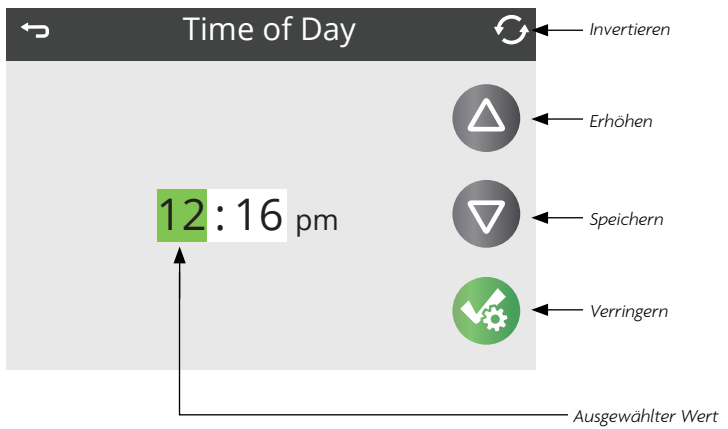 Time of Day
Invertieren
Erhöhen
12 : 16 pm
Speichern
Verringern
Ausgewählter Wert